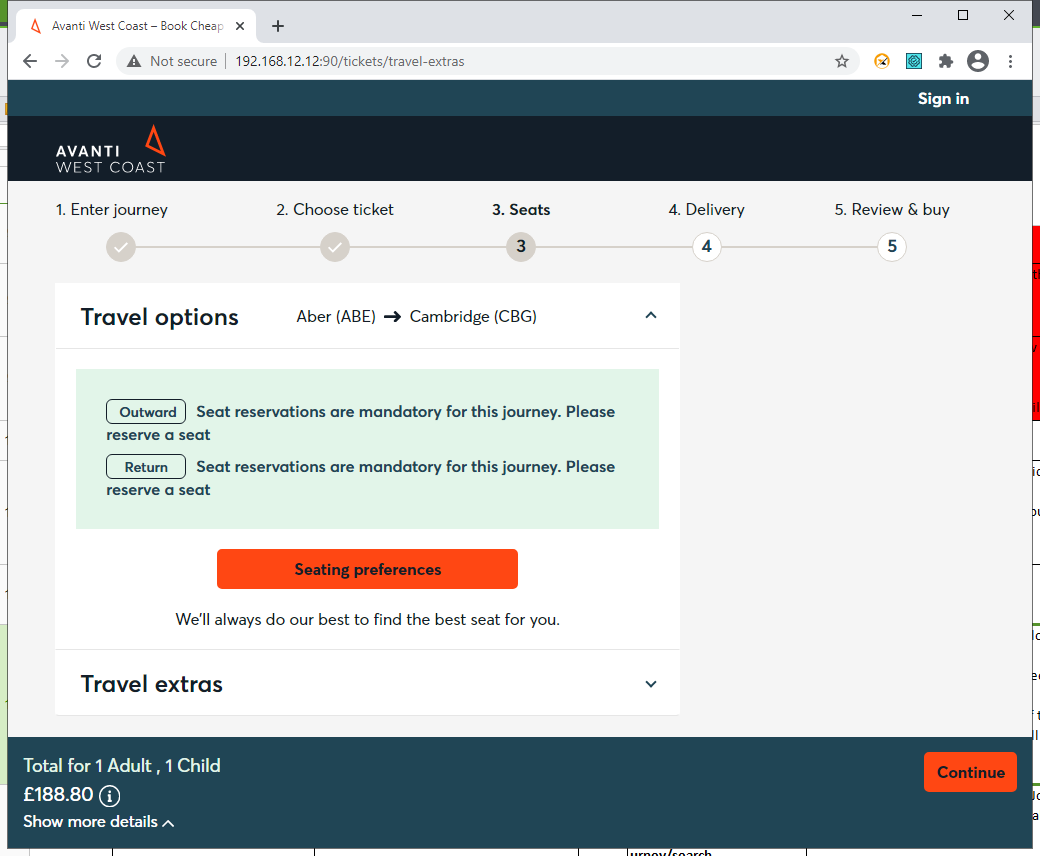 Avanti West Coast – Book Cheap
Not secure 192.168.12.12:90/tickets/travel-extras
Sign in
AVANTI
WEST COAST
1. Enter journey 2. Choose ticket 3. Seats 4. Delivery 5. Review & buy
3 4 5
Travel options Aber (ABE) → Cambridge (CBG)
Outward Seat reservations are mandatory for this journey. Please
reserve a seat
Return Seat reservations are mandatory for this journey. Please
reserve a seat
Seating preferences
We'll always do our best to find the best seat for you.
Travel extras
Total for 1 Adult , 1 Child
£188.80
Continue
Show more details
urney/search